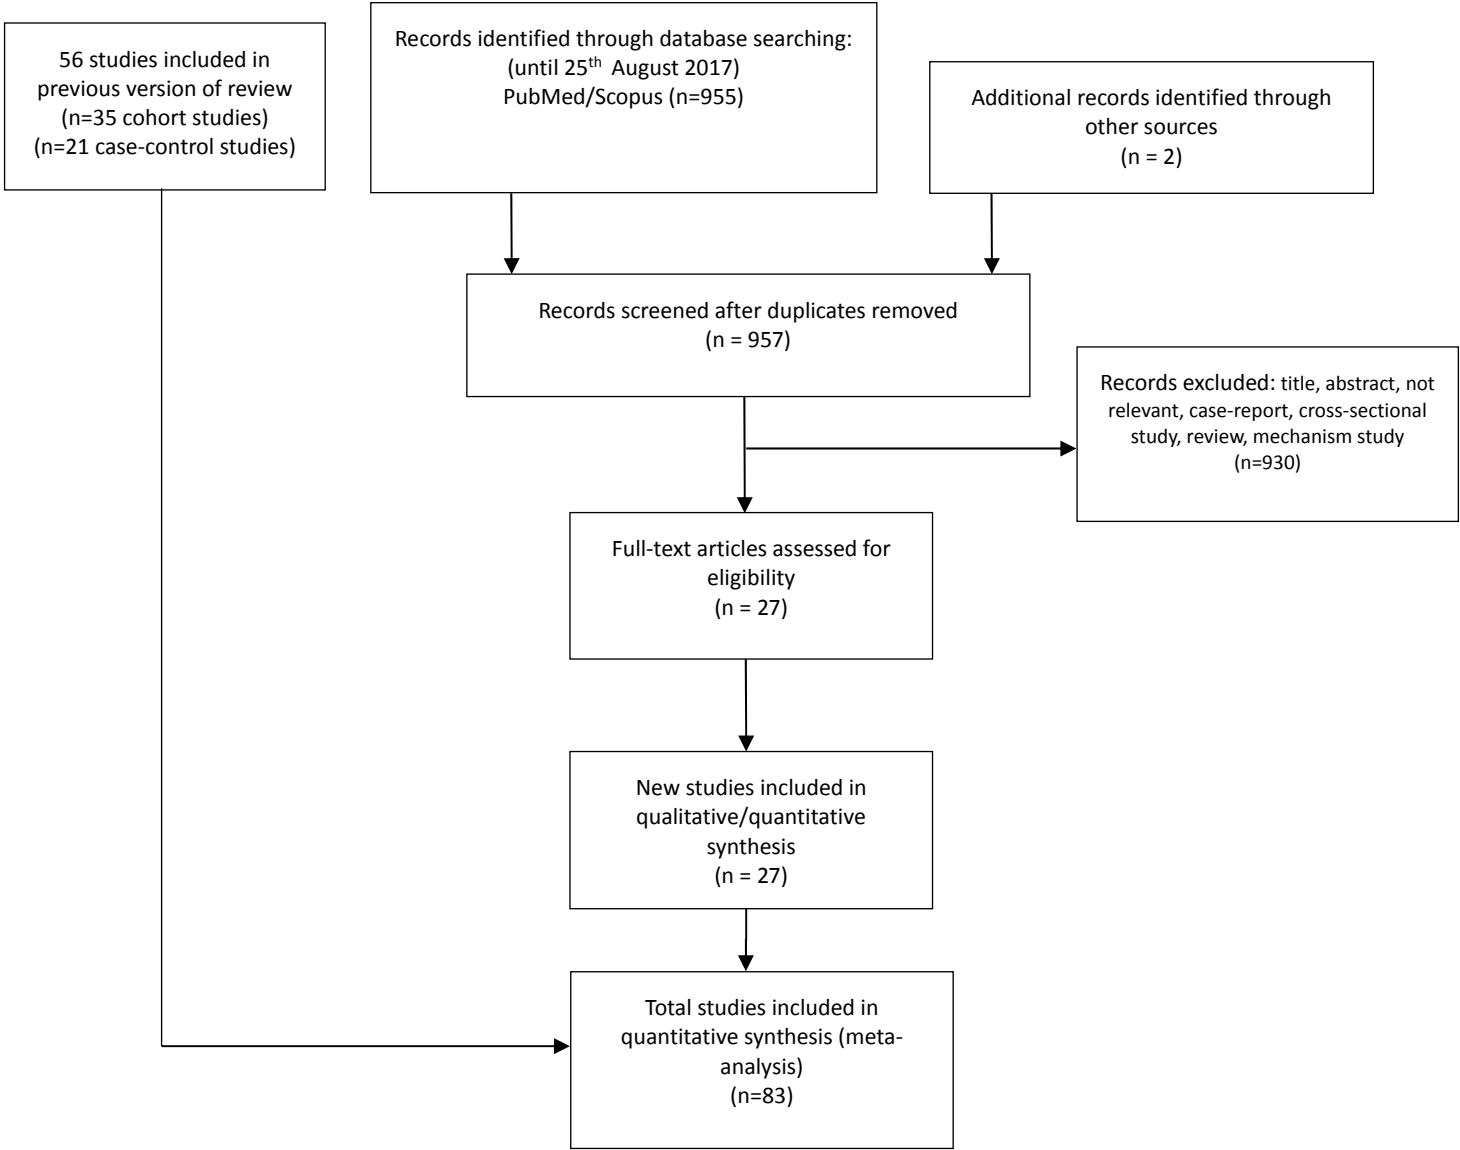 56 studies included in
previous version of review
(n=35 cohort studies)
(n=21 case-control studies)
Records identified through database searching:
(until 25th August 2017)
PubMed/Scopus (n=955)
Additional records identified through
other sources
(n = 2)
Records screened after duplicates removed
(n = 957)
Records excluded: title, abstract, not
relevant, case-report, cross-sectional
study, review, mechanism study
(n=930)
Full-text articles assessed for
eligibility
(n = 27)
New studies included in
qualitative/quantitative
synthesis
(n = 27)
Total studies included in
quantitative synthesis (meta-
analysis)
(n=83)